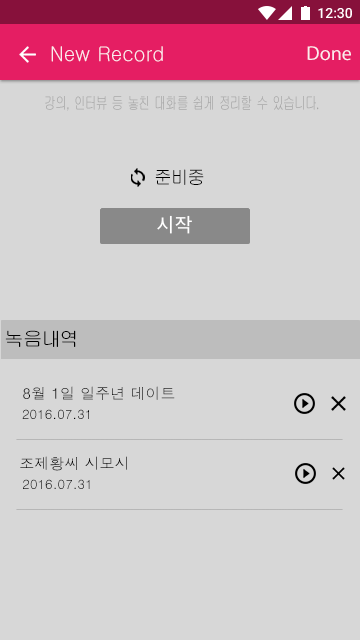 12:30
New Record
Done
강의, 인터뷰 등 놓친 대화를 쉽게 정리할 수 있습니다.
준비중
시작
녹음내역
8월 1일 일주년 데이트
2016.07.31
조제황씨 시모시
2016.07.31